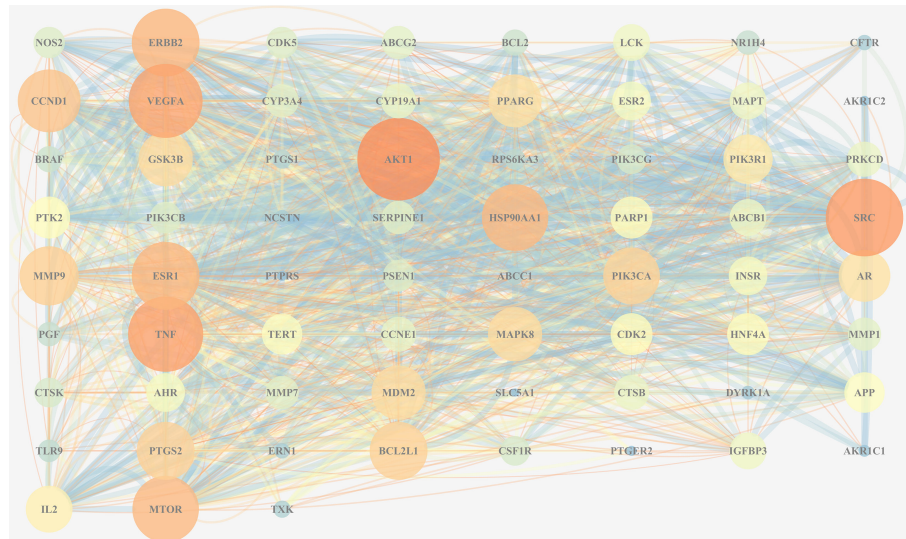 NOS2 ERBB2 CDK5 ABCG2 BCL2 LCK NR1H4 CFTR
CCND1 VEGFA CYP3A4 CYP19A1 PPARG ESR2 MAPT AKR1C2
BRAF GSK3B PTGS1 AKT1 RPS6KA3 PIK3CG PIK3R1 PRKCD
PTK2 PIK3CB NCSTN SERPINE1 HSP90AA1 PARP1 ABCB1 SRC
MMP9 ESR1 PTPRS PSEN1 ABCC1 PIK3CA INSR AR
PGF TNF TERT CCNE1 MAPK8 CDK2 HNF4A MMP1
CTSK AHR MMP7 MDM2 SLC5A1 CTSB DYRK1A APP
TLR9 PTGS2 ERN1 BCL2L1 CSF1R PTGER2 IGFBP3 AKR1C1
IL2 MTOR TXK